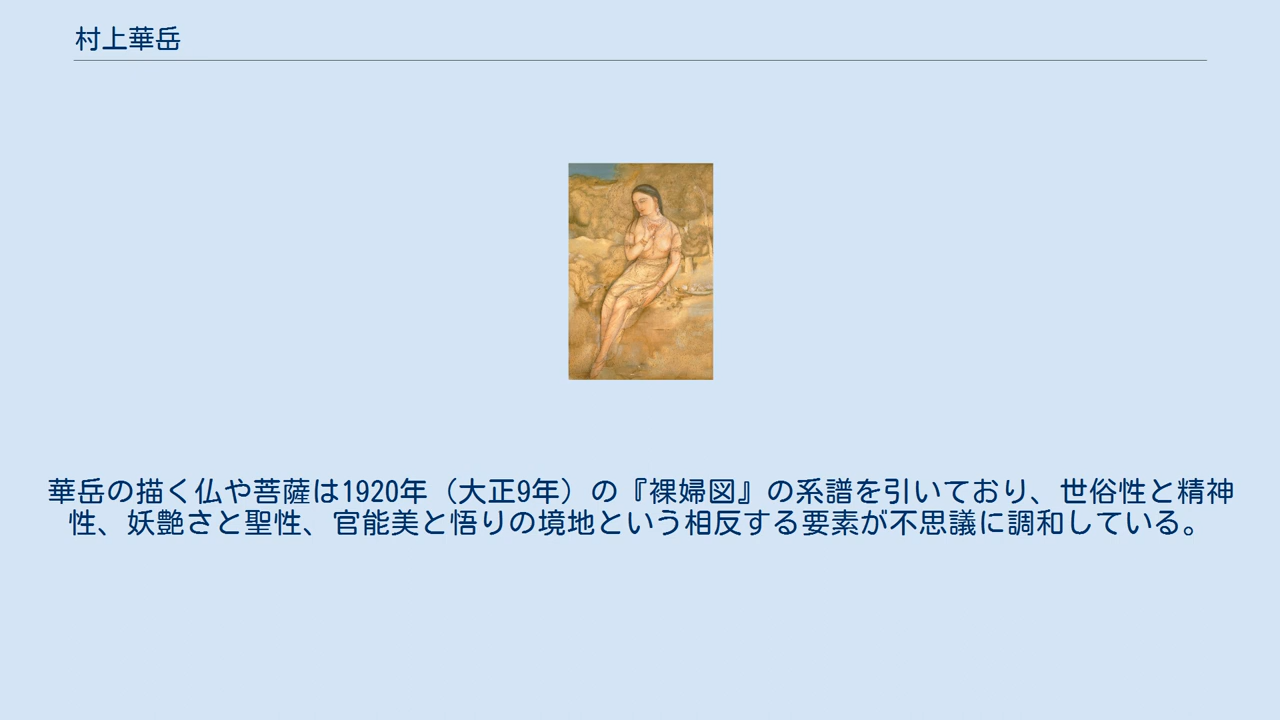 村上華岳
華岳の描く仏や菩薩は1920年（大正9年）の『裸婦図』の系譜を引いており、世俗性と精神
性、妖艶さと聖性、官能美と悟りの境地という相反する要素が不思議に調和している。